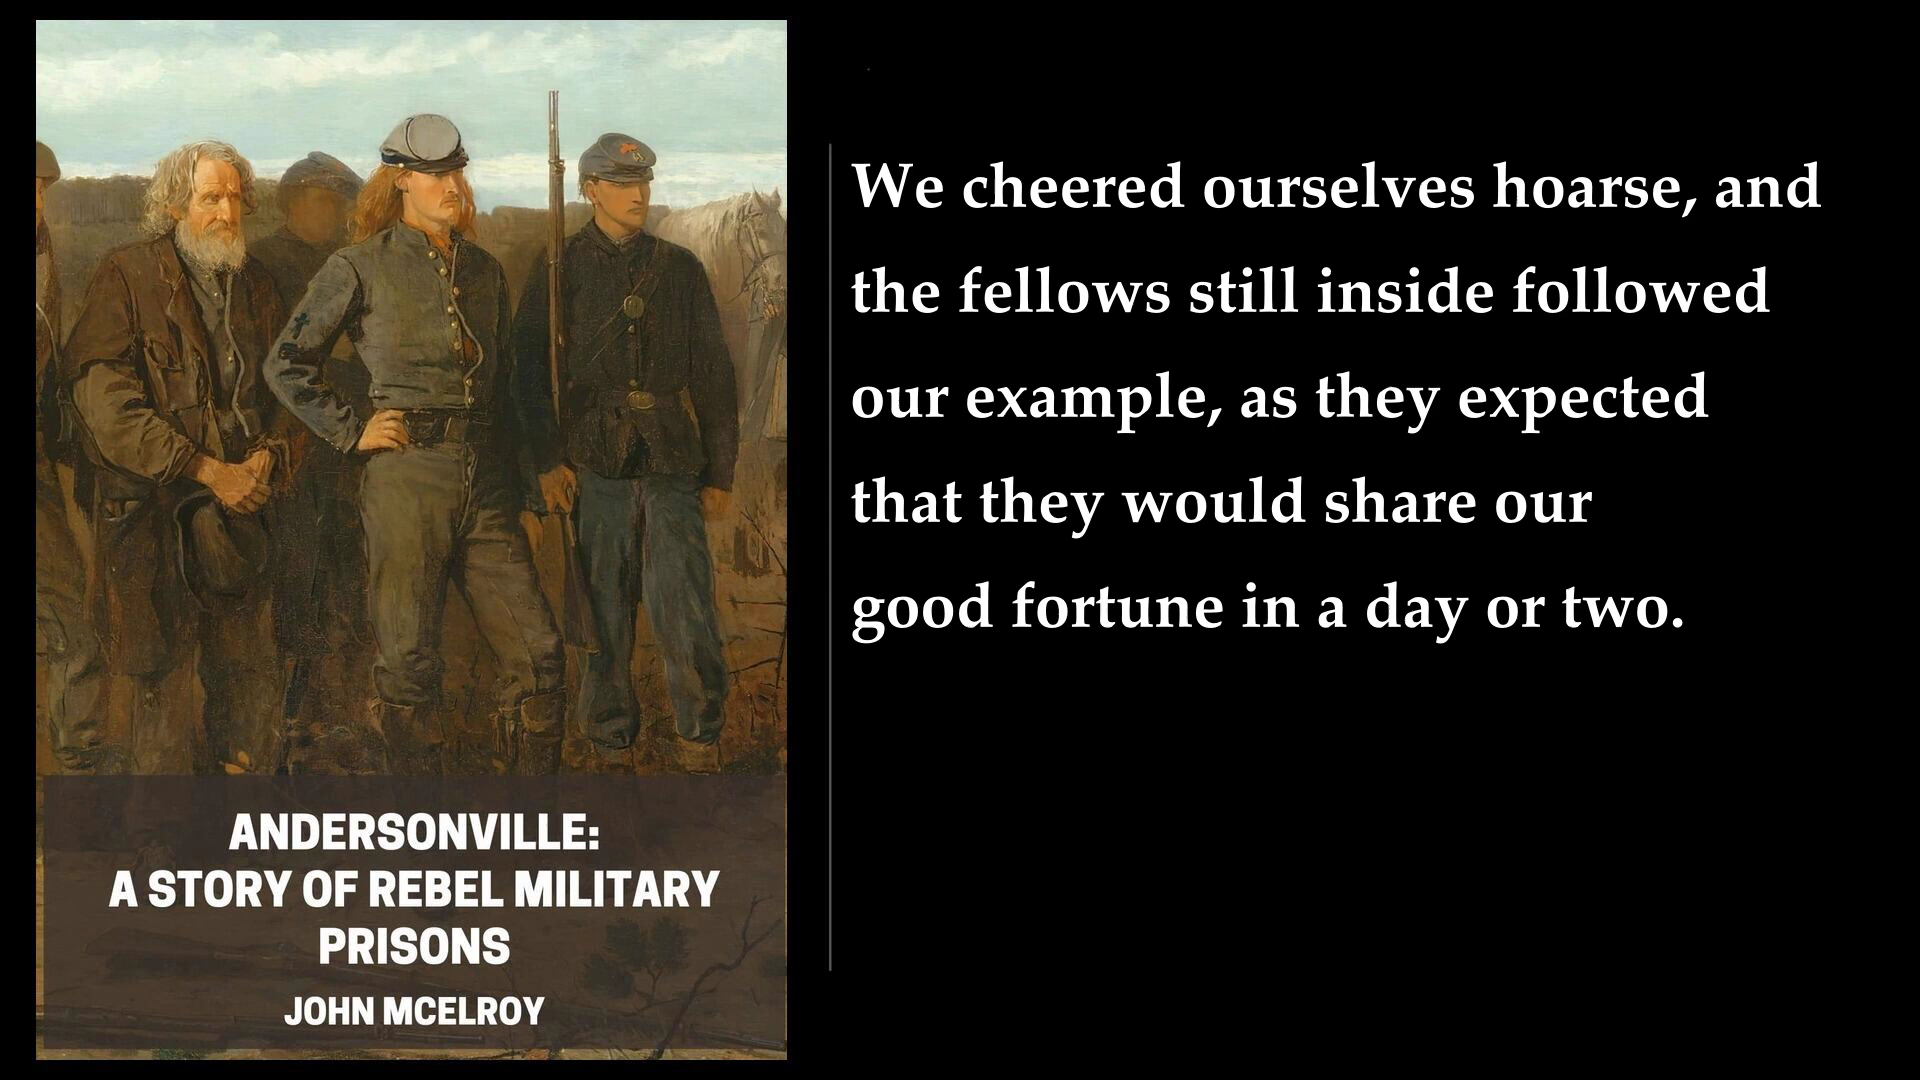 We cheered ourselves hoarse, and
the fellows still inside followed
our example, as they expected
that they would share our
good fortune in a day or two.
ANDERSONVILLE:
A STORY OF REBEL MILITARY
PRISONS
JOHN MCELROY